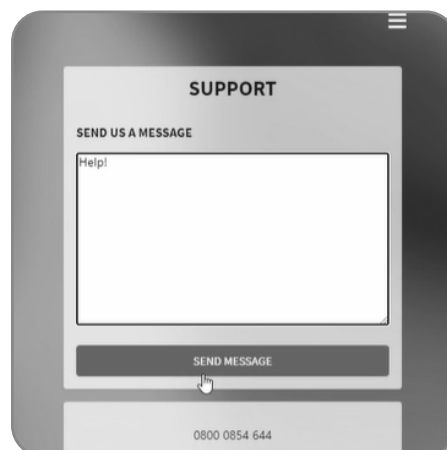 SUPPORT
SEND US A MESSAGE
Help!
SEND MESSAGE
0800 0854 644